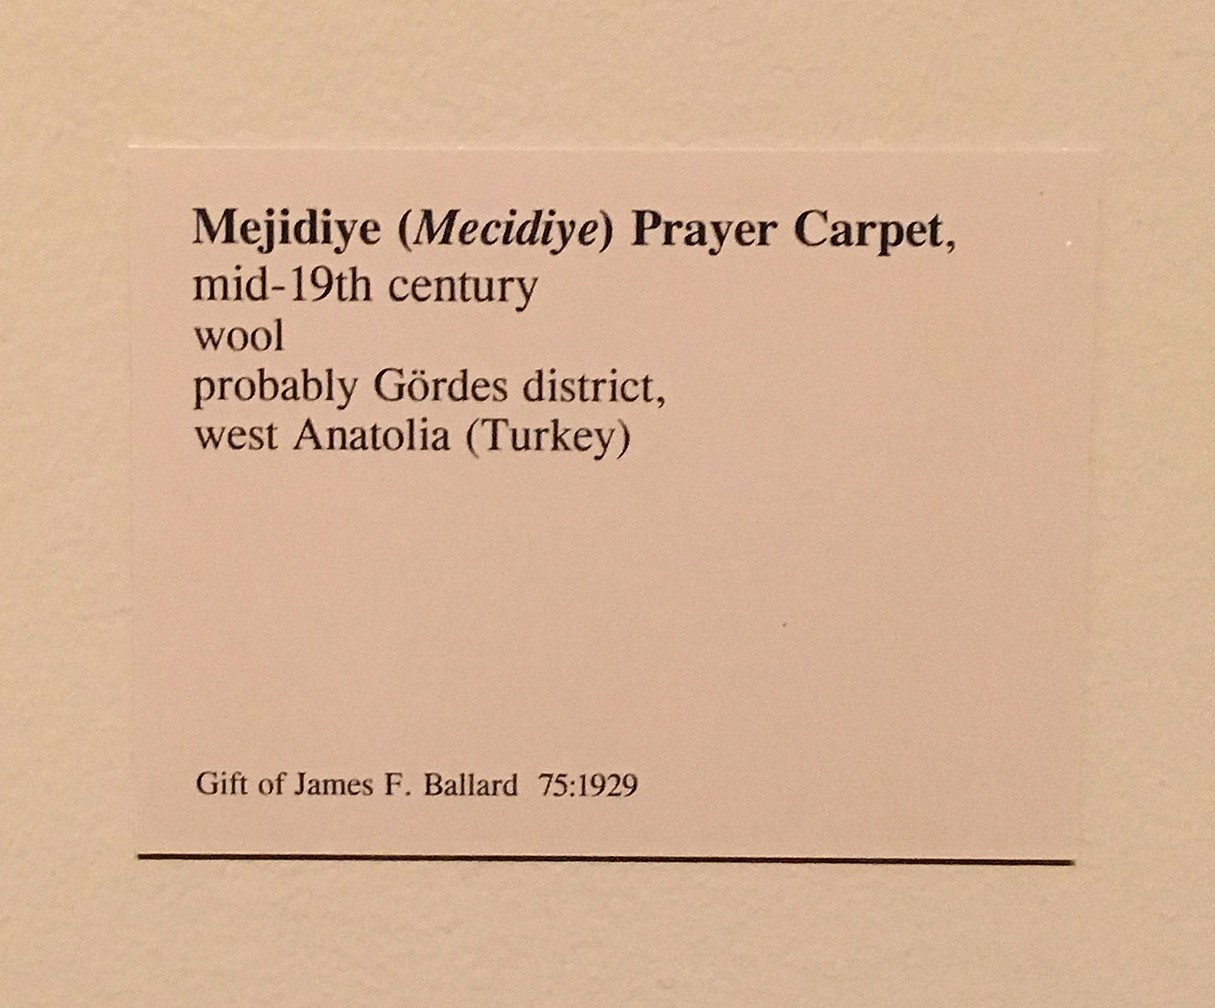 Mejidiye (Mecidiye) Prayer Carpet,
mid-19th century
wool
probably Gördes district,
west Anatolia (Turkey)
Gift of James F. Ballard 75:1929